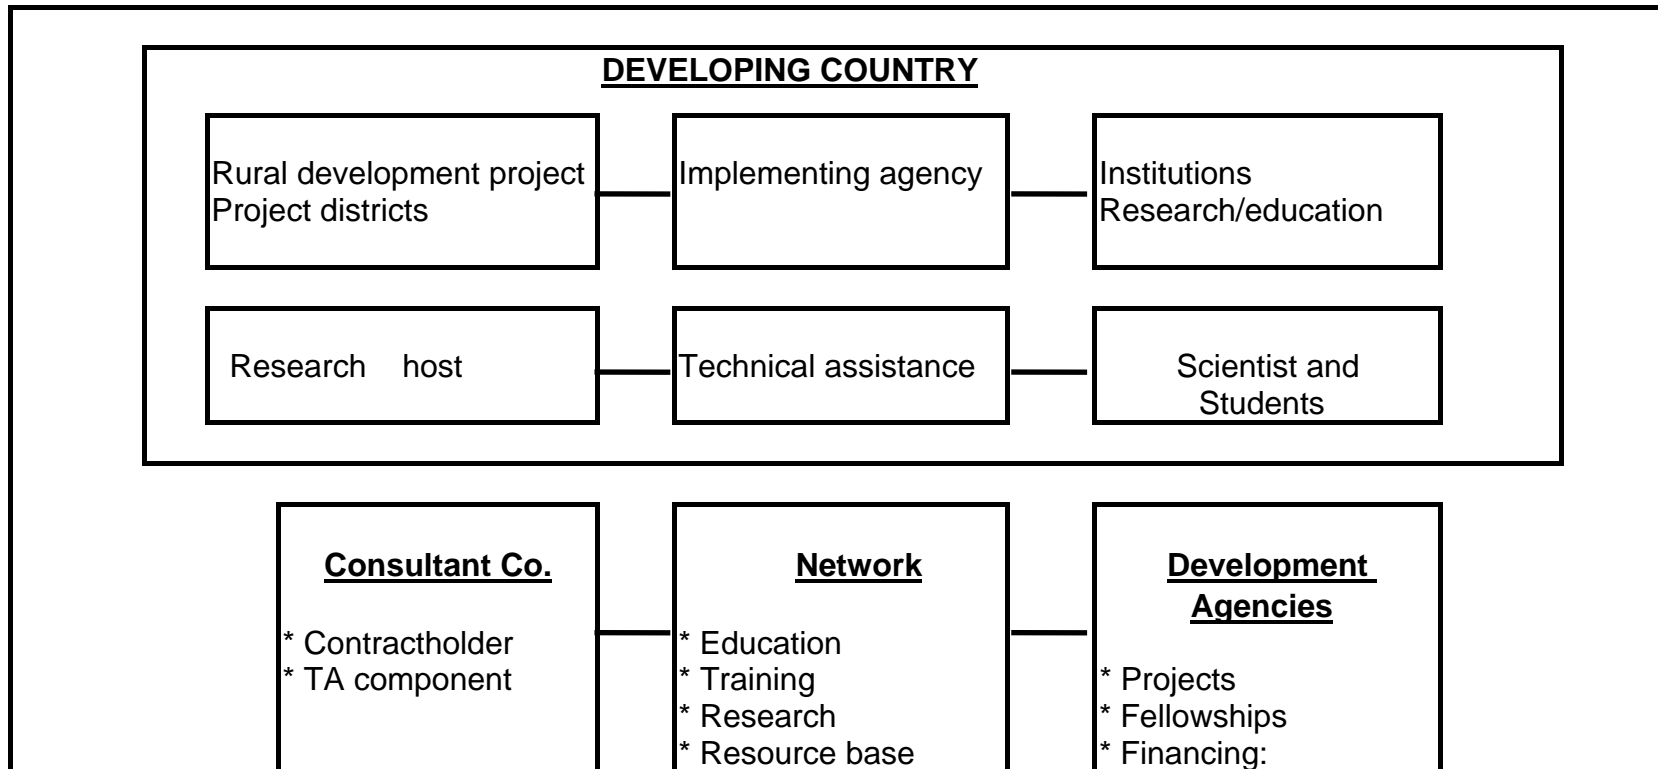 DEVELOPING COUNTRY
Rural development project
Project districts
Implementing agency
Institutions
Research/education
Research host
Technical assistance
Scientist and
Students
Consultant Co.
* Contractholder
* TA component
Network
* Education
* Training
* Research
* Resource base
Development
Agencies
* Projects
* Fellowships
* Financing: